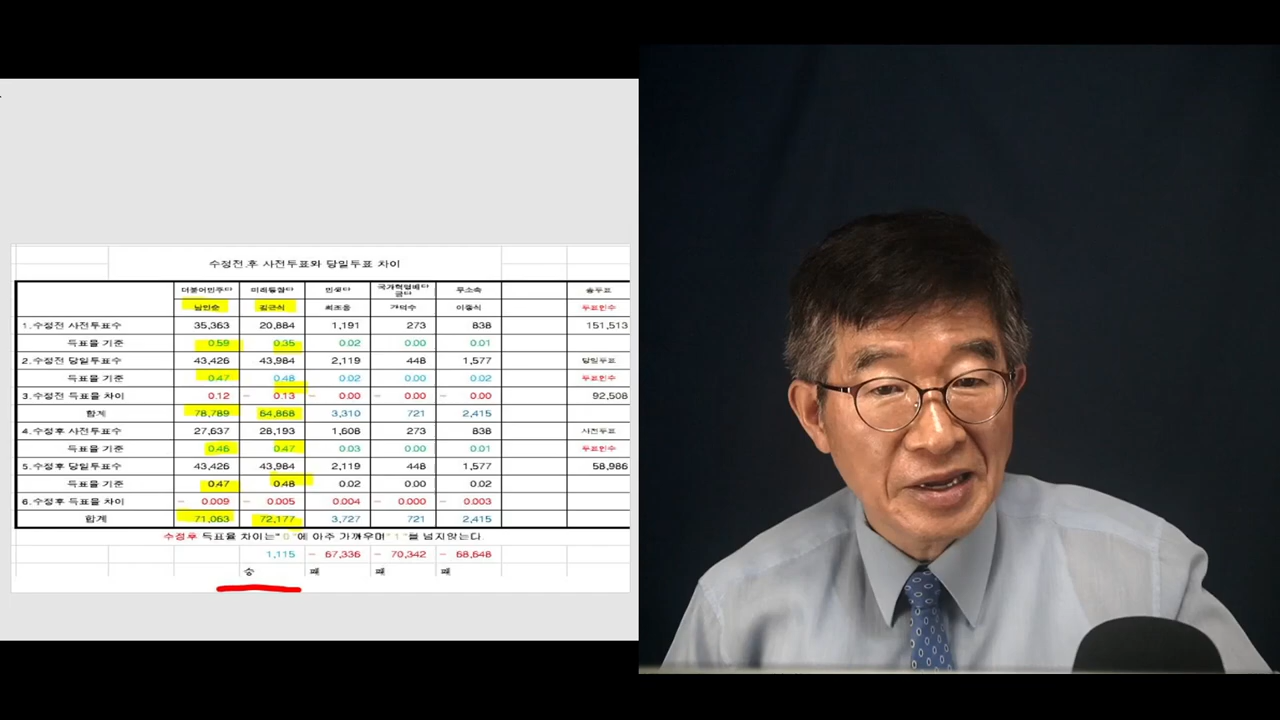 수정전.후 사전투표와 당일투표 차이
더불어민주당 미래통합당 민생당 국가혁명배당금당 무소속 총투표
남인순 김근식 최조웅 이중식 투표인수
1.수정전 사전투표수 35,363 20,884 1,191 273 838 151,513
득표율 기준 0.59 0.35 0.02 0.00 0.01
2.수정전 당일투표수 43,426 43,984 2,119 448 1,577 당일투표
득표율 기준 0.47 0.48 0.02 0.00 0.02 투표인수
3.수정전 득표율 차이 0.12 - 0.13 - 0.00 - 0.00 - 0.00 92,508
합계 78,789 64,868 3,310 721 2,415
4.수정후 사전투표수 27,637 28,193 1,608 273 838 사전투표
득표율 기준 0.46 0.47 0.03 0.00 0.01 투표인수
5.수정후 당일투표수 43,426 43,984 2,119 448 1,577 58,986
득표율 기준 0.47 0.48 0.02 0.00 0.02
6.수정후 득표율 차이 - 0.009 - 0.005 0.004 - 0.000 - 0.003
합계 71,063 72,177 3,727 721 2,415
수정후 득표율 차이는" 0 "에 아주 가까우며" 1 "를 넘지않는다.
1,115 - 67,336 - 70,342 - 68,648
승 패 패 패